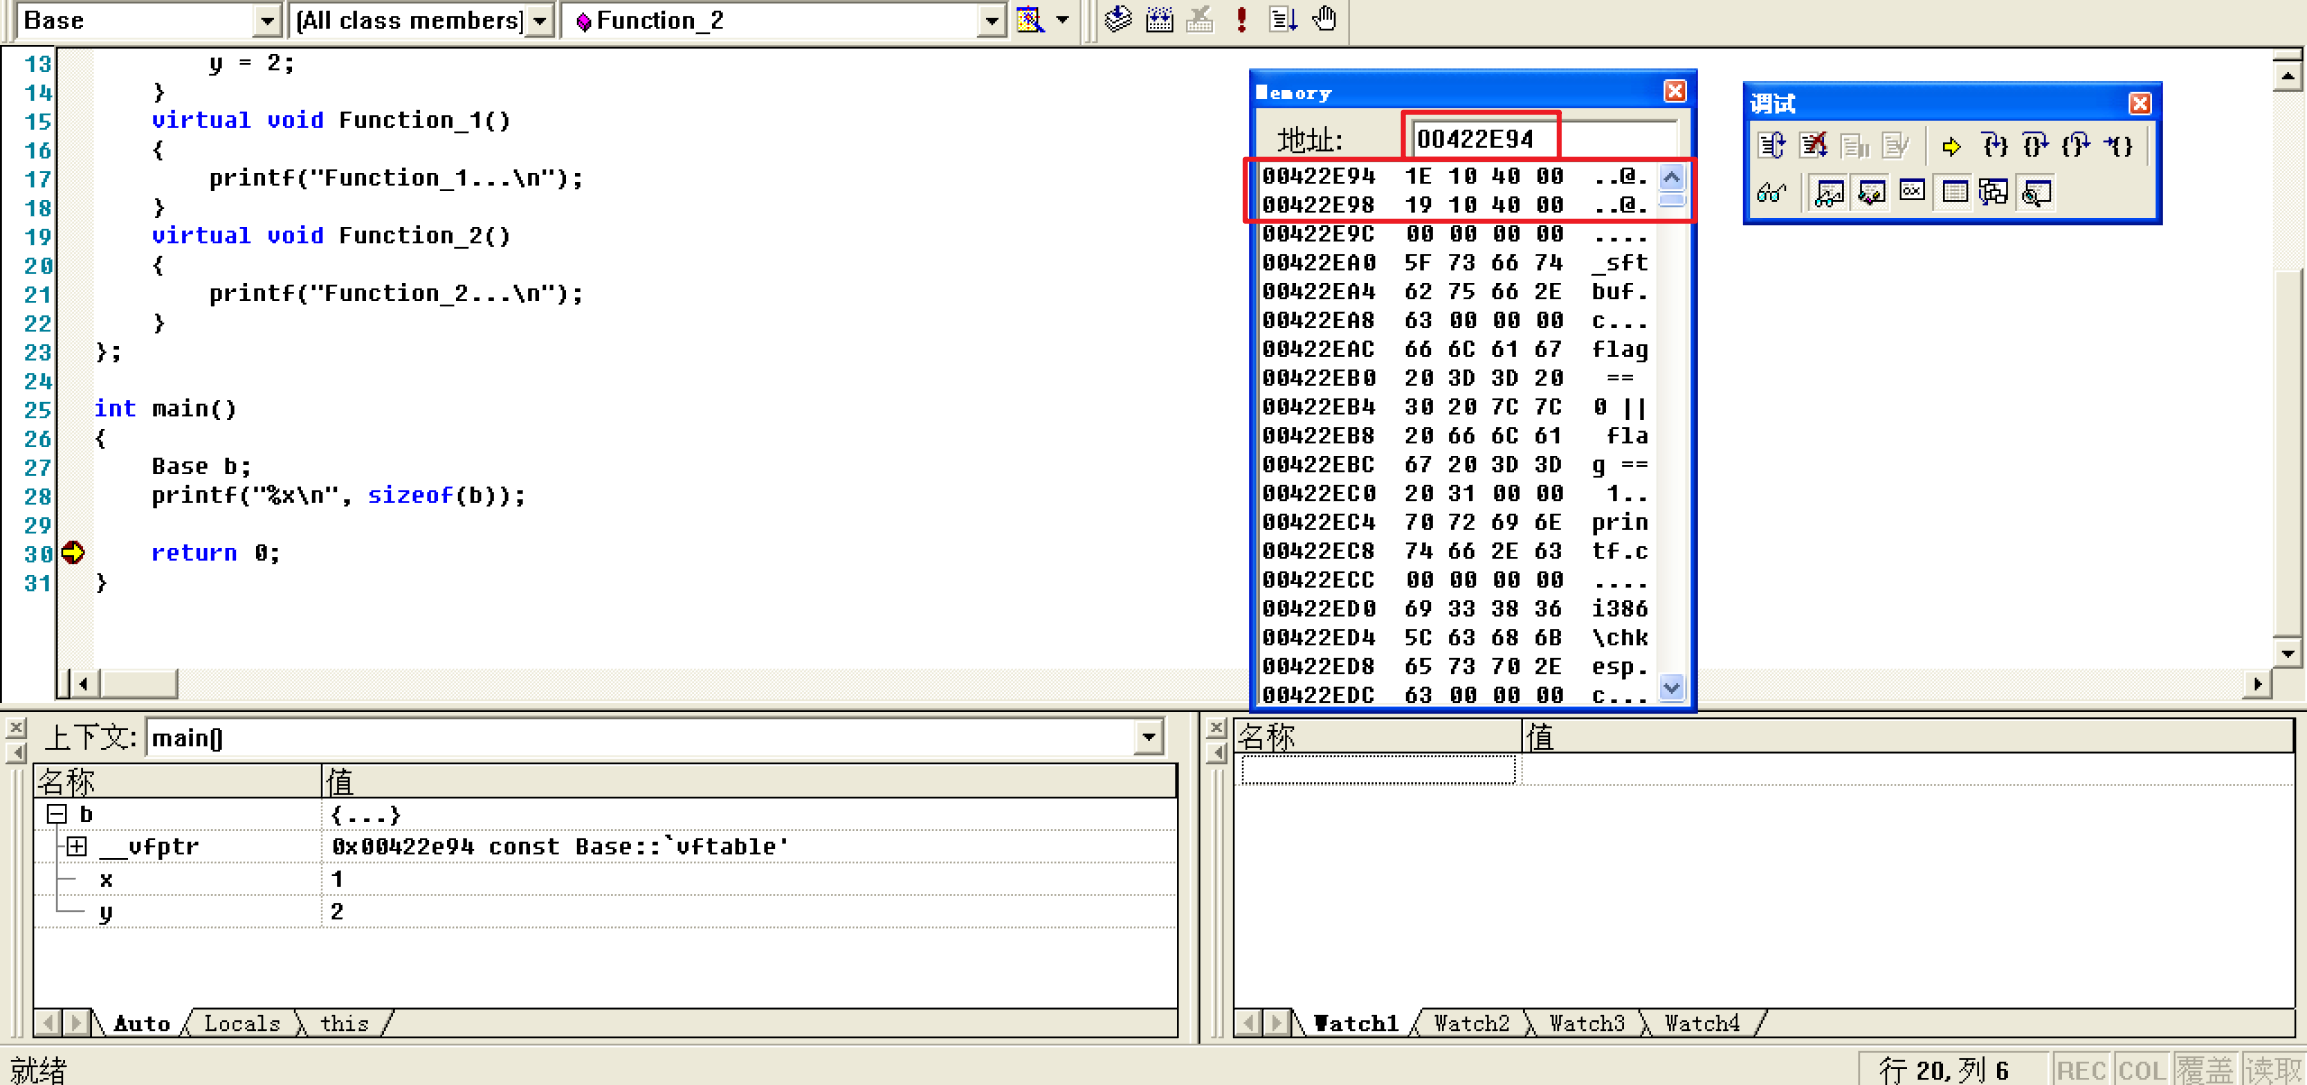 Base (All class members) Function_2
13 y = 2;
14 }
15 virtual void Function_1()
16 {
17 printf("Function_1...\n");
18 }
19 virtual void Function_2()
20 {
21 printf("Function_2...\n");
22 }
23 };
24
25 int main()
26 {
27 Base b;
28 printf("%x\n", sizeof(b));
29
30 return 0;
31 }
Memory
地址: 00422E94
00422E94 1E 10 40 00 ..@.
00422E98 19 10 40 00 ..@.
00422E9C 00 00 00 00 ....
00422EA0 5F 73 66 74 _sft
00422EA4 62 75 66 2E buf.
00422EA8 63 00 00 00 c...
00422EAC 66 6C 61 67 flag
00422EB0 20 3D 3D 20 ==
00422EB4 30 20 7C 7C 0 ||
00422EB8 20 66 6C 61 fla
00422EBC 67 20 3D 3D g ==
00422EC0 20 31 00 00 1..
00422EC4 70 72 69 6E prin
00422EC8 74 66 2E 63 tf.c
00422ECC 00 00 00 00 ....
00422ED0 69 33 38 36 i386
00422ED4 5C 63 68 6B \chk
00422ED8 65 73 70 2E esp.
00422EDC 63 00 00 00 c...
调试
上下文: main()
名称 值
b {...}
__vfptr 0x00422e94 const Base::`vftable'
x 1
y 2
Auto Locals this
名称 值
Watch1 Watch2 Watch3 Watch4
就绪
行 20, 列 6 REC COL 覆盖 读取